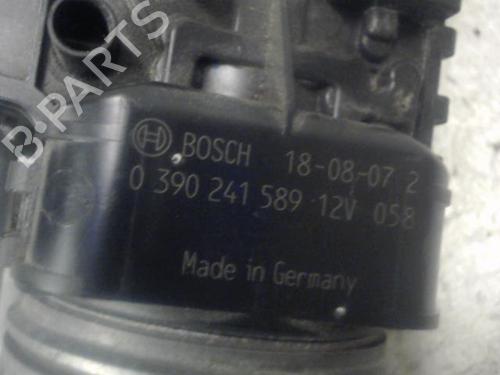 B-PARTS
BOSCH 18-08-07 2
0 390 241 589 12V 058
Made in Germany